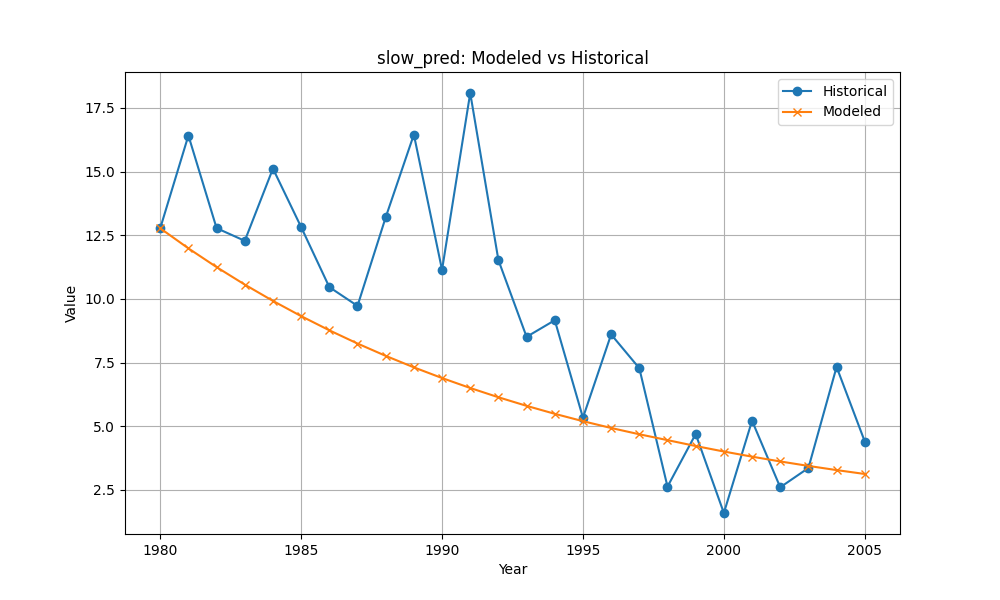 slow_pred: Modeled vs Historical
Historical
Modeled
Value
17.5
15.0
12.5
10.0
7.5
5.0
2.5
1980
1985
1990
1995
2000
2005
Year